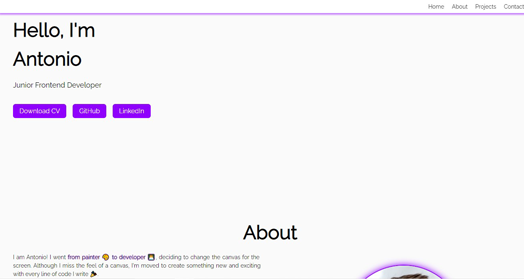 Home About Projects Contact
Hello, I'm
Antonio
Junior Frontend Developer
Download CV GitHub LinkedIn
About
I am Antonio! I went from painter 🎨 to developer 👨‍💻, deciding to change the canvas for the
screen. Although I miss the feel of a canvas, I'm moved to create something new and exciting
with every line of code I write